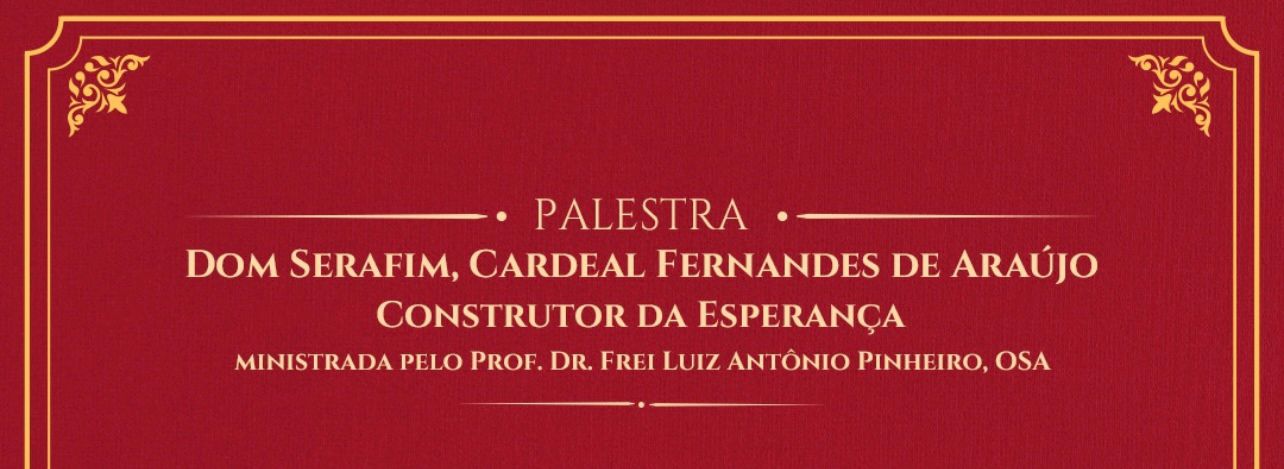 PALESTRA
Dom Serafim, Cardeal Fernandes de Araújo
Construtor da Esperança
ministrada pelo Prof. Dr. Frei Luiz Antônio Pinheiro, OSA